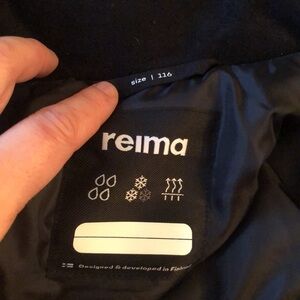 size | 116
reima
Designed & developed in Finland